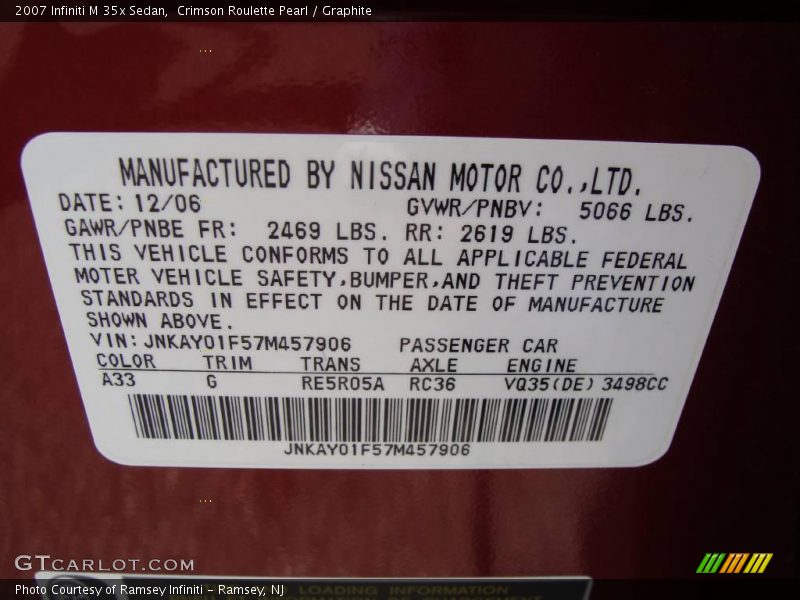 2007 Infiniti M 35x Sedan,  Crimson Roulette Pearl / Graphite
MANUFACTURED BY NISSAN MOTOR CO.,LTD.
DATE: 12/06 GVWR/PNBV: 5066 LBS.
GAWR/PNBE FR: 2469 LBS. RR: 2619 LBS.
THIS VEHICLE CONFORMS TO ALL APPLICABLE FEDERAL
MOTER VEHICLE SAFETY,BUMPER,AND THEFT PREVENTION
STANDARDS IN EFFECT ON THE DATE OF MANUFACTURE
SHOWN ABOVE.
VIN: JNKAY01F57M457906 PASSENGER CAR
COLOR TRIM TRANS AXLE ENGINE
A33 G RE5R05A RC36 VQ35(DE) 3498CC
JNKAY01F57M457906
GTCARLOT.COM
LOADING INFORMATION
Photo Courtesy of Ramsey Infiniti - Ramsey, NJ